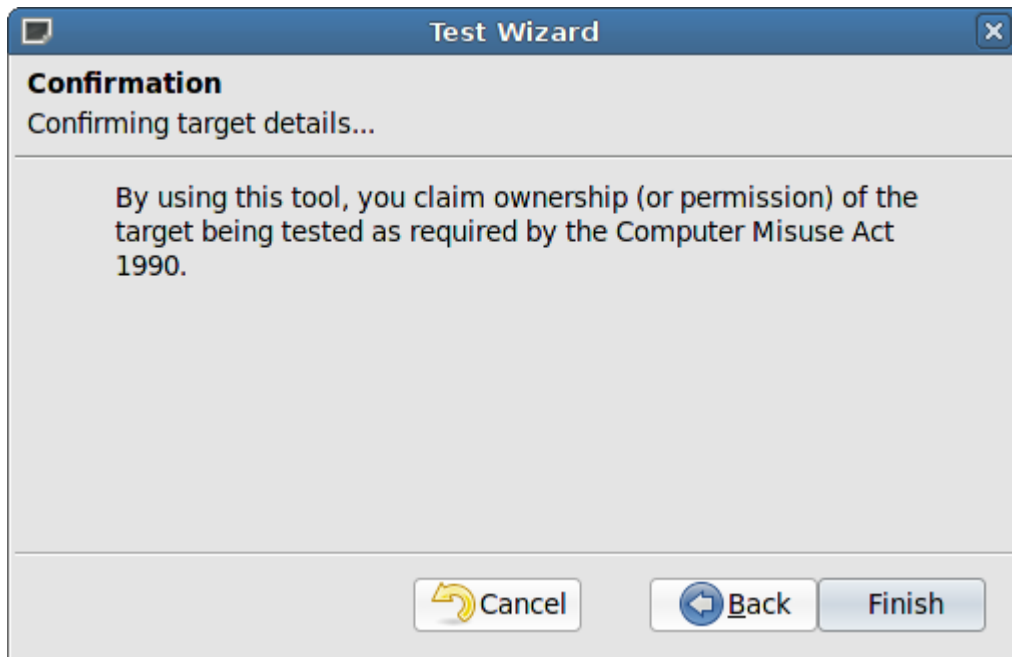 Test Wizard
Confirmation
Confirming target details...
By using this tool, you claim ownership (or permission) of the
target being tested as required by the Computer Misuse Act
1990.
Cancel
Back
Finish